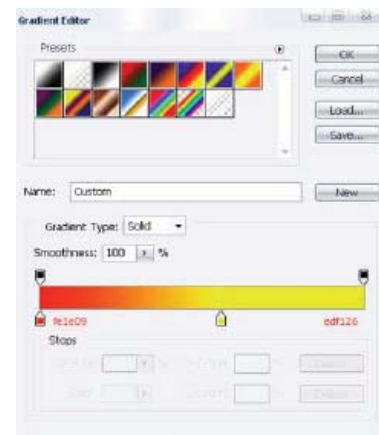 Gradient Editor
Presets
OK
Cancel
Load...
Save...
Name: Custom
New
Gradient Type: Solid
Smoothness: 100 %
fe1e09
edf126
Stops